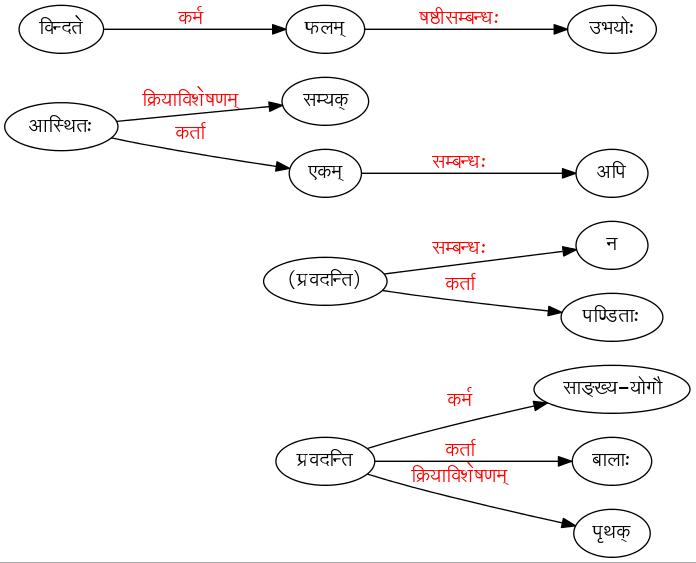 विन्दते कर्म फलम् षष्ठीसम्बन्धः उभयोः
क्रियाविशेषणम् सम्यक्
आस्थितः
कर्ता
एकम् सम्बन्धः अपि
सम्बन्धः न
(प्रवदन्ति)
कर्ता
पण्डिताः
साङ्ख्य-योगौ
कर्म
प्रवदन्ति कर्ता बालाः
क्रियाविशेषणम्
पृथक्